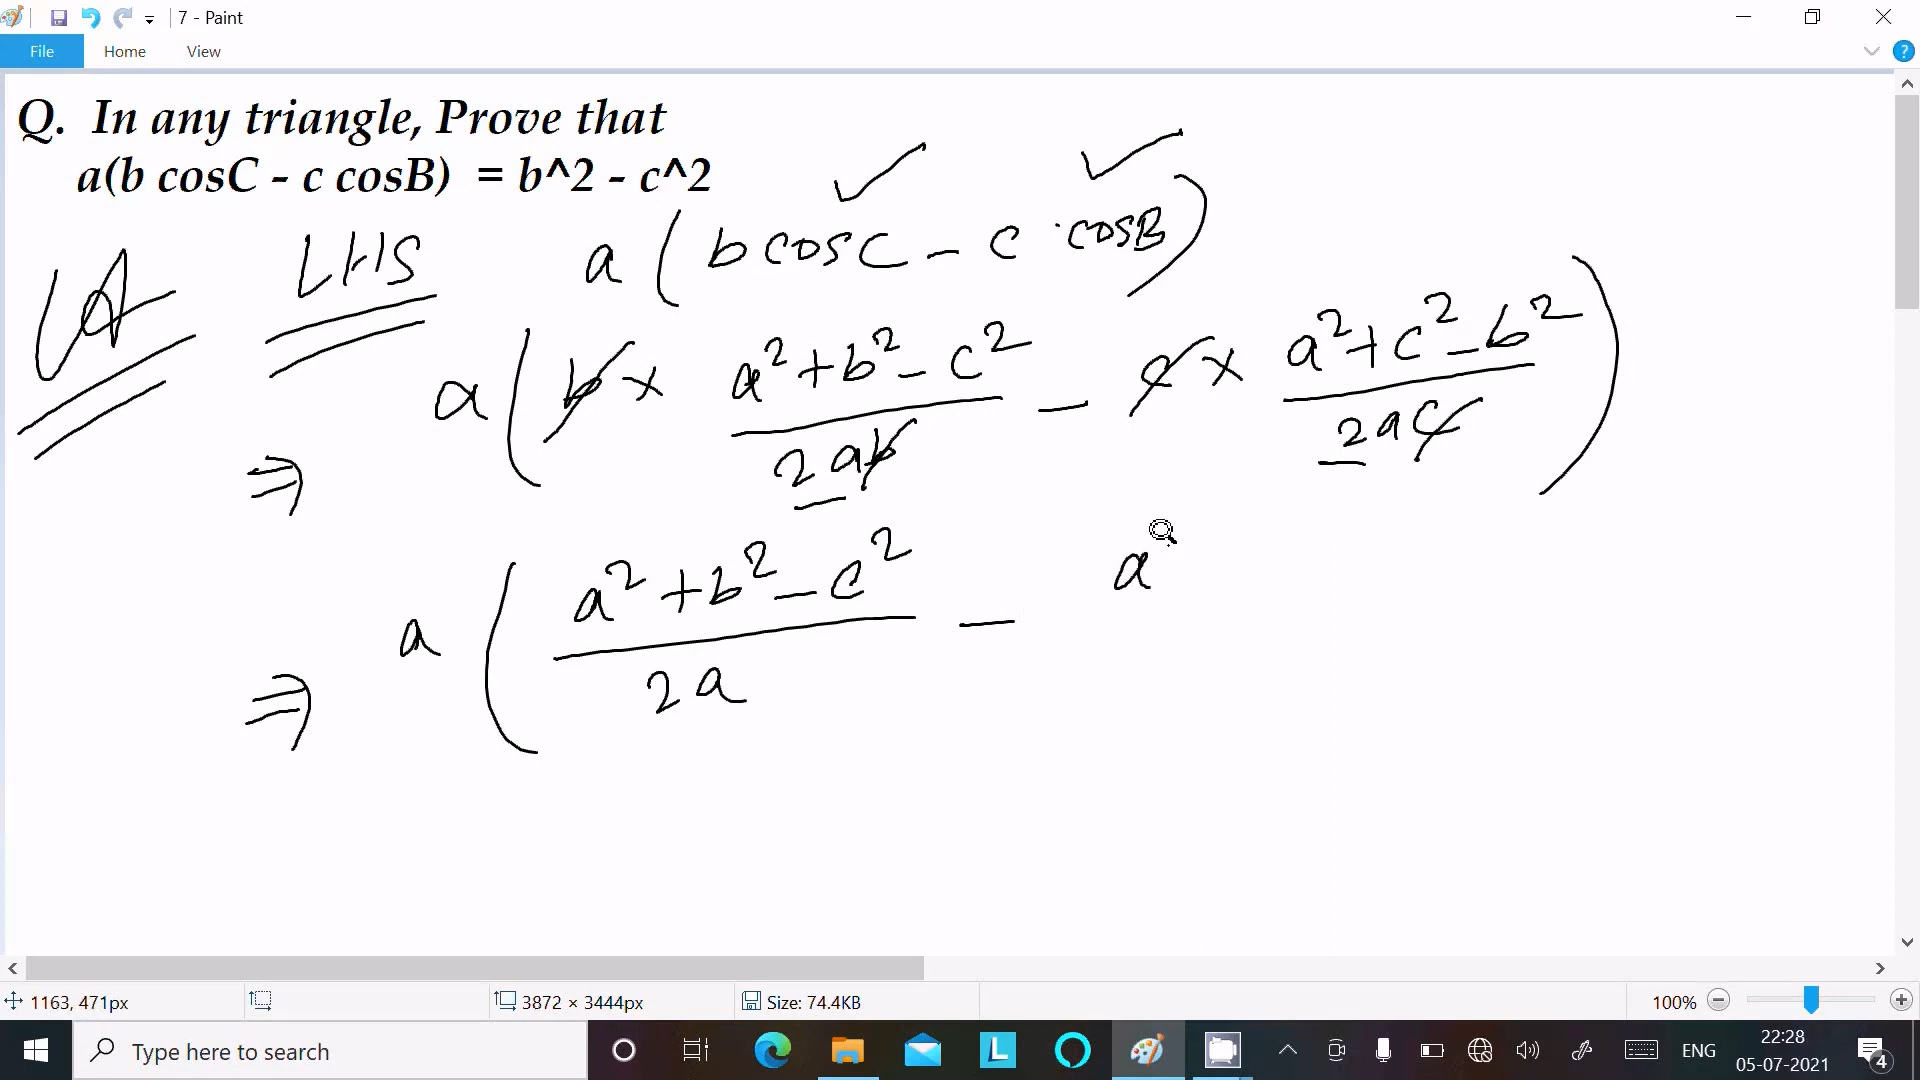 7 - Paint
File Home View
Q. In any triangle, Prove that
a(b cosC - c cosB) = b^2 - c^2
LHS a ( b cosC – c · cosB )
a ( b × a² + b² – c² / 2ab – c × a² + c² – b² / 2ac )
⇒
a ( a² + b² – c² / 2a – a
⇒
1163, 471px 3872 × 3444px Size: 74.4KB 100%
Type here to search ENG 22:28
05-07-2021 4